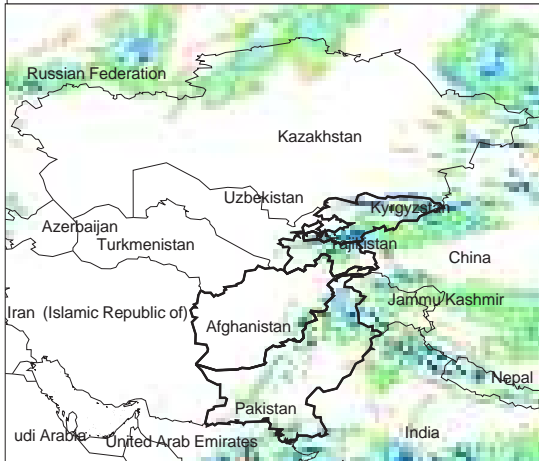 Russian Federation
Kazakhstan
Uzbekistan
Kyrgyzstan
Azerbaijan
Turkmenistan
Tajikistan
China
Iran (Islamic Republic of)
Jammu Kashmir
Afghanistan
Nepal
Pakistan
udi Arabia
United Arab Emirates
India